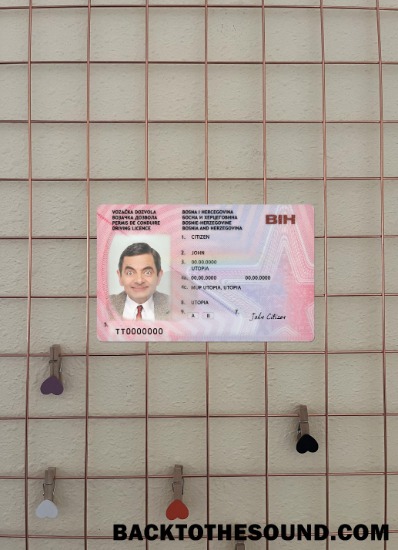 VOZAČKA DOZVOLA
ВОЗАЧКА ДОЗВОЛА
PERMIS DE CONDUIRE
DRIVING LICENCE
BOSNA I HERCEGOVINA
БОСНА И ХЕРЦЕГОВИНА
BOSNIE-HERZEGOVINE
BOSNIA AND HERZEGOVINA
BIH
1. CITIZEN
2. JOHN
3. 00.00.0000
UTOPIA
4a. 00.00.0000 00.00.0000
4c. MUP UTOPIA, UTOPIA
5. UTOPIA
9. A B 7. John Citizen
5. TT0000000
BACKTOTHESOUND.COM